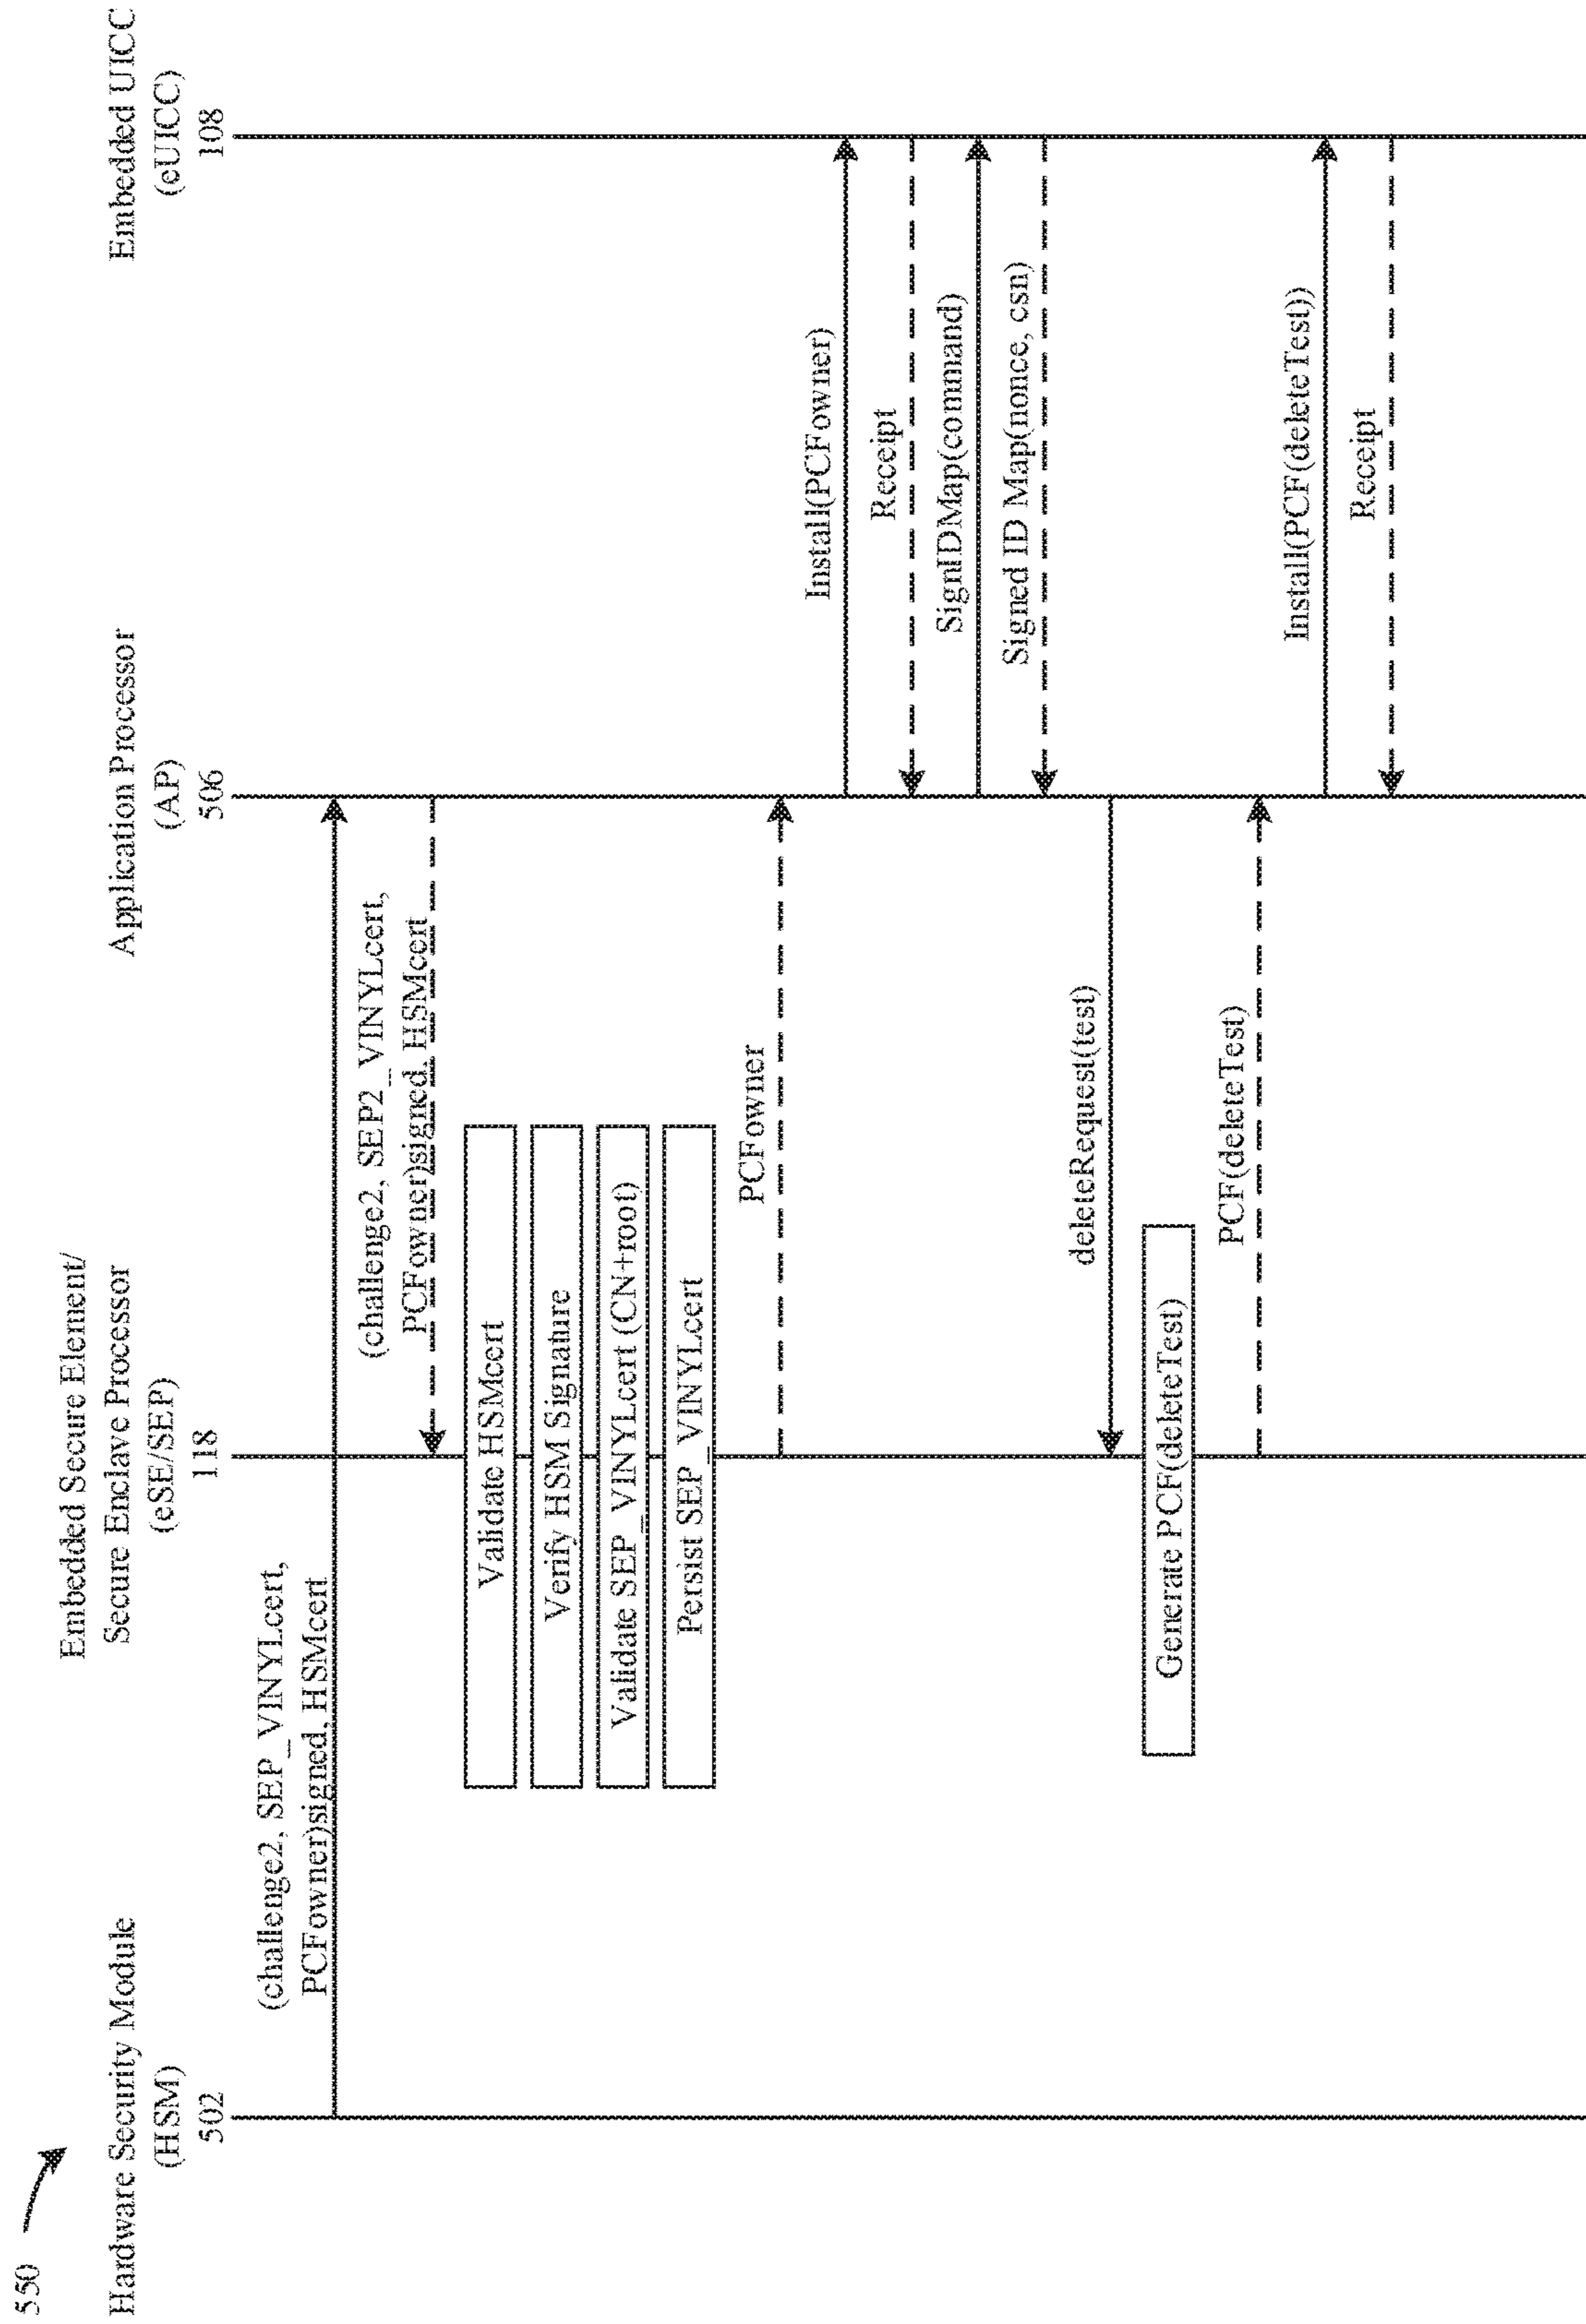 550
Hardware Security Module
(HSM)
502
Embedded Secure Element/
Secure Enclave Processor
(eSE/SEP)
118
Application Processor
(AP)
506
Embedded UICC
(eUICC)
108
(challenge2, SEP_VINYLcert,
PCFowner)signed, HSMcert
(challenge2, SEP2_VINYLcert,
PCFowner)signed, HSMcert
Validate HSMcert
Verify HSM Signature
Validate SEP_VINYLcert (CN+root)
Persist SEP_VINYLcert
PCFowner
Install(PCFowner)
Receipt
SignIDMap(command)
Signed ID Map(nonce, csn)
deleteRequest(test)
Generate PCF(deleteTest)
PCF(deleteTest)
Install(PCF(deleteTest))
Receipt